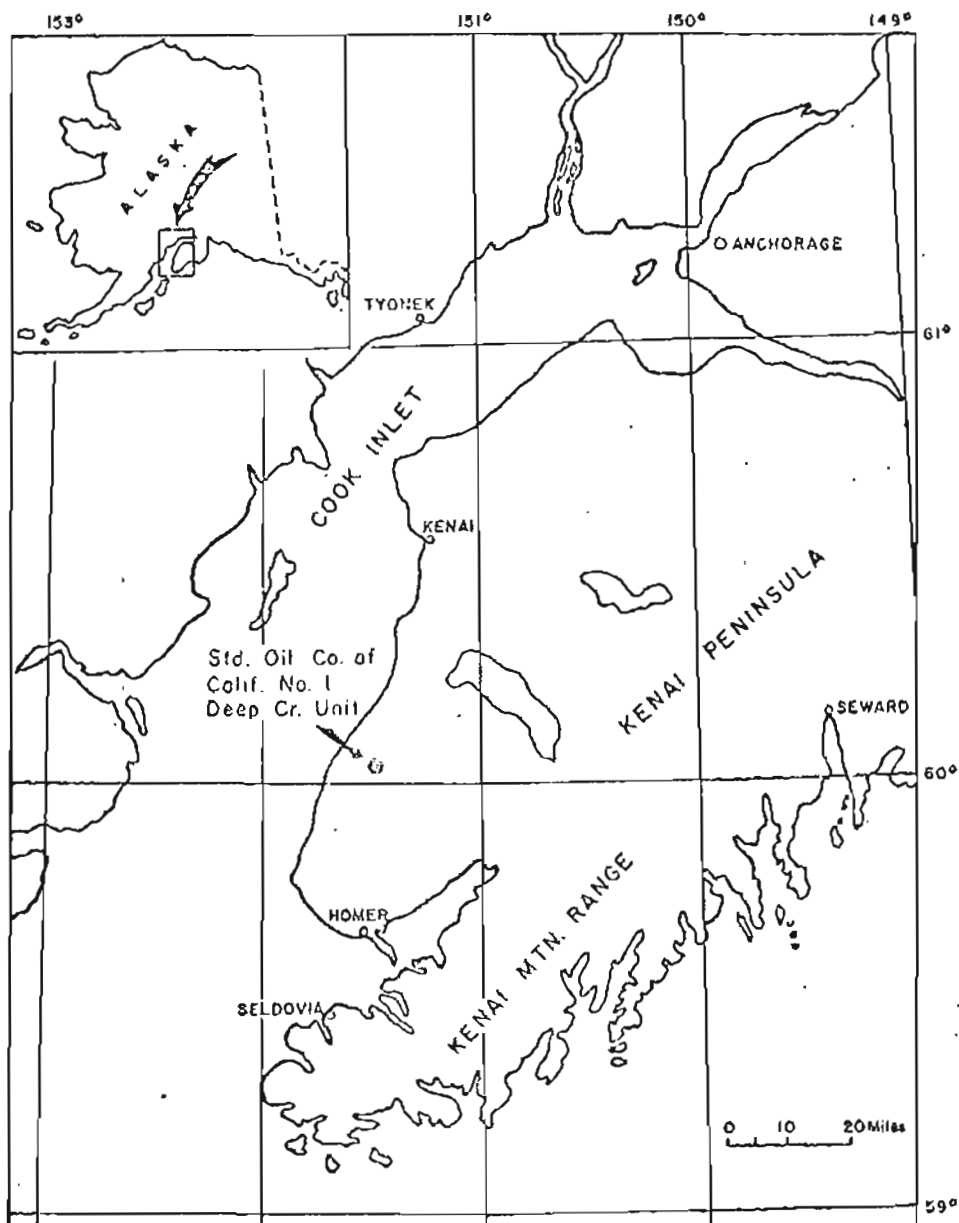 153°
151°
150°
149°
ALASKA
ANCHORAGE
TYONEK
61°
COOK INLET
KENAI
KENAI PENINSULA
Std. Oil Co. of
Calif. No. 1
Deep Cr. Unit
SEWARD
60°
HOMER
KENAI MTN. RANGE
SELDOVIA
0 10 20 Miles
59°